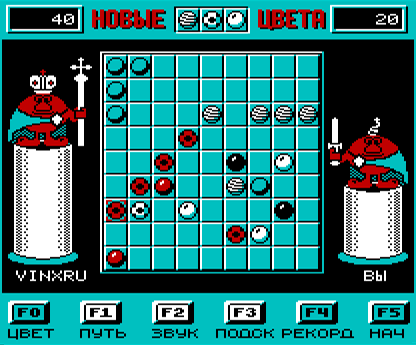 40 НОВЫЕ ЦВЕТА 20
VINXRU ВЫ
F0 F1 F2 F3 F4 F5
ЦВЕТ ПУТЬ ЗВУК ПОДСК РЕКОРД НАЧ